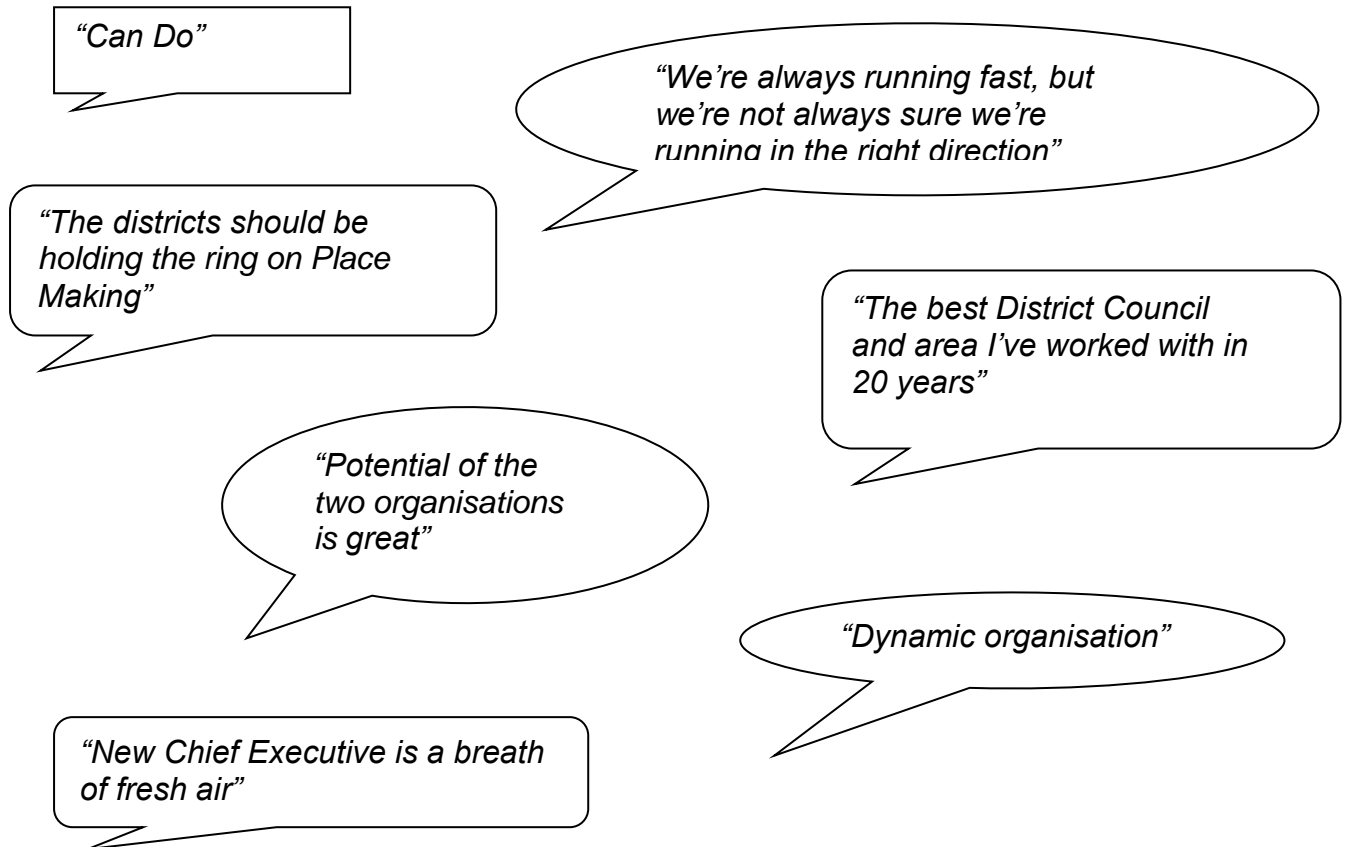 “Can Do”
“We’re always running fast, but
we’re not always sure we’re
running in the right direction”
“The districts should be
holding the ring on Place
Making”
“The best District Council
and area I’ve worked with in
20 years”
“Potential of the
two organisations
is great”
“Dynamic organisation”
“New Chief Executive is a breath
of fresh air”